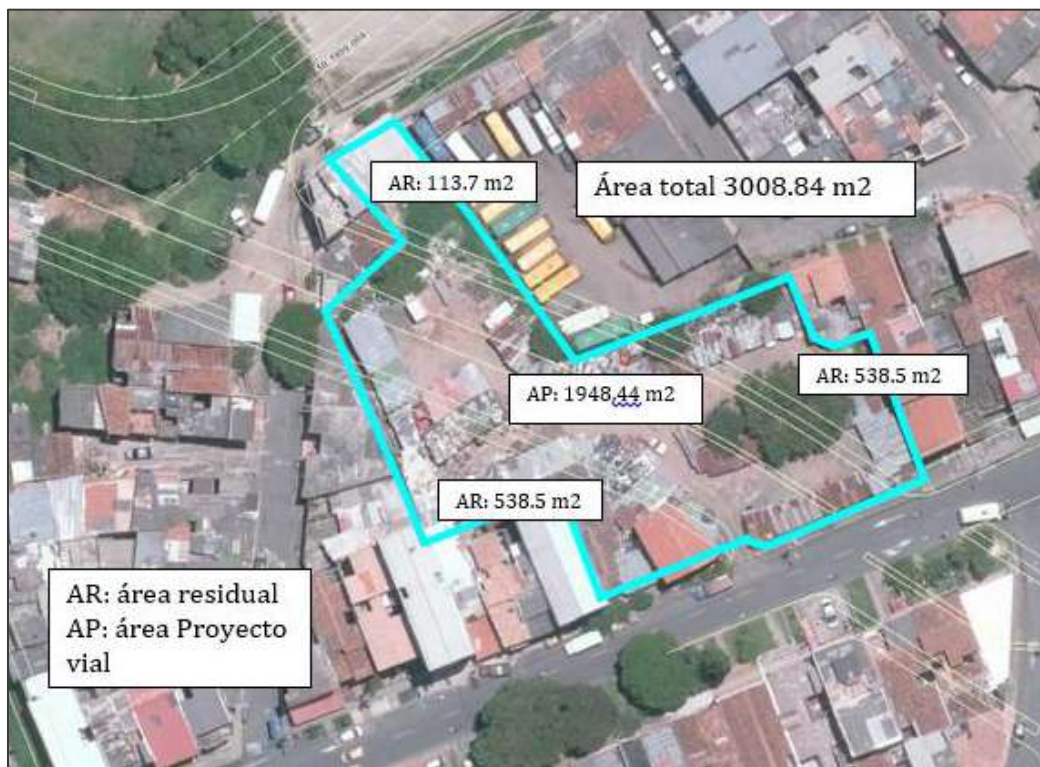 AR: 113.7 m2
Área total 3008.84 m2
AR: 538.5 m2
AP: 1948.44 m2
AR: 538.5 m2
AR: área residual
AP: área Proyecto
vial